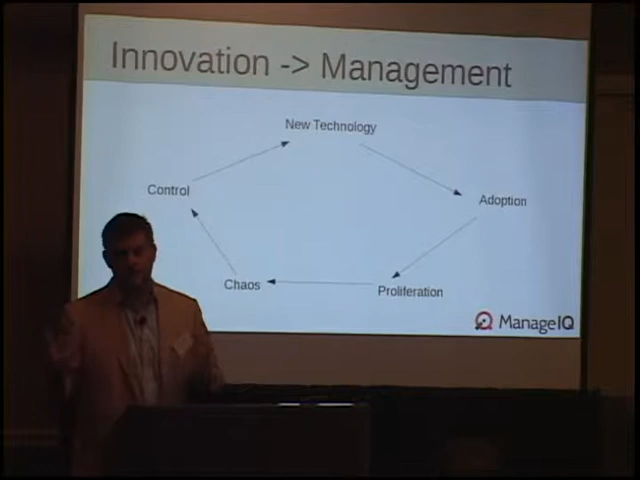 Innovation -> Management
New Technology
Control
Adoption
Chaos
Proliferation
ManageIQ